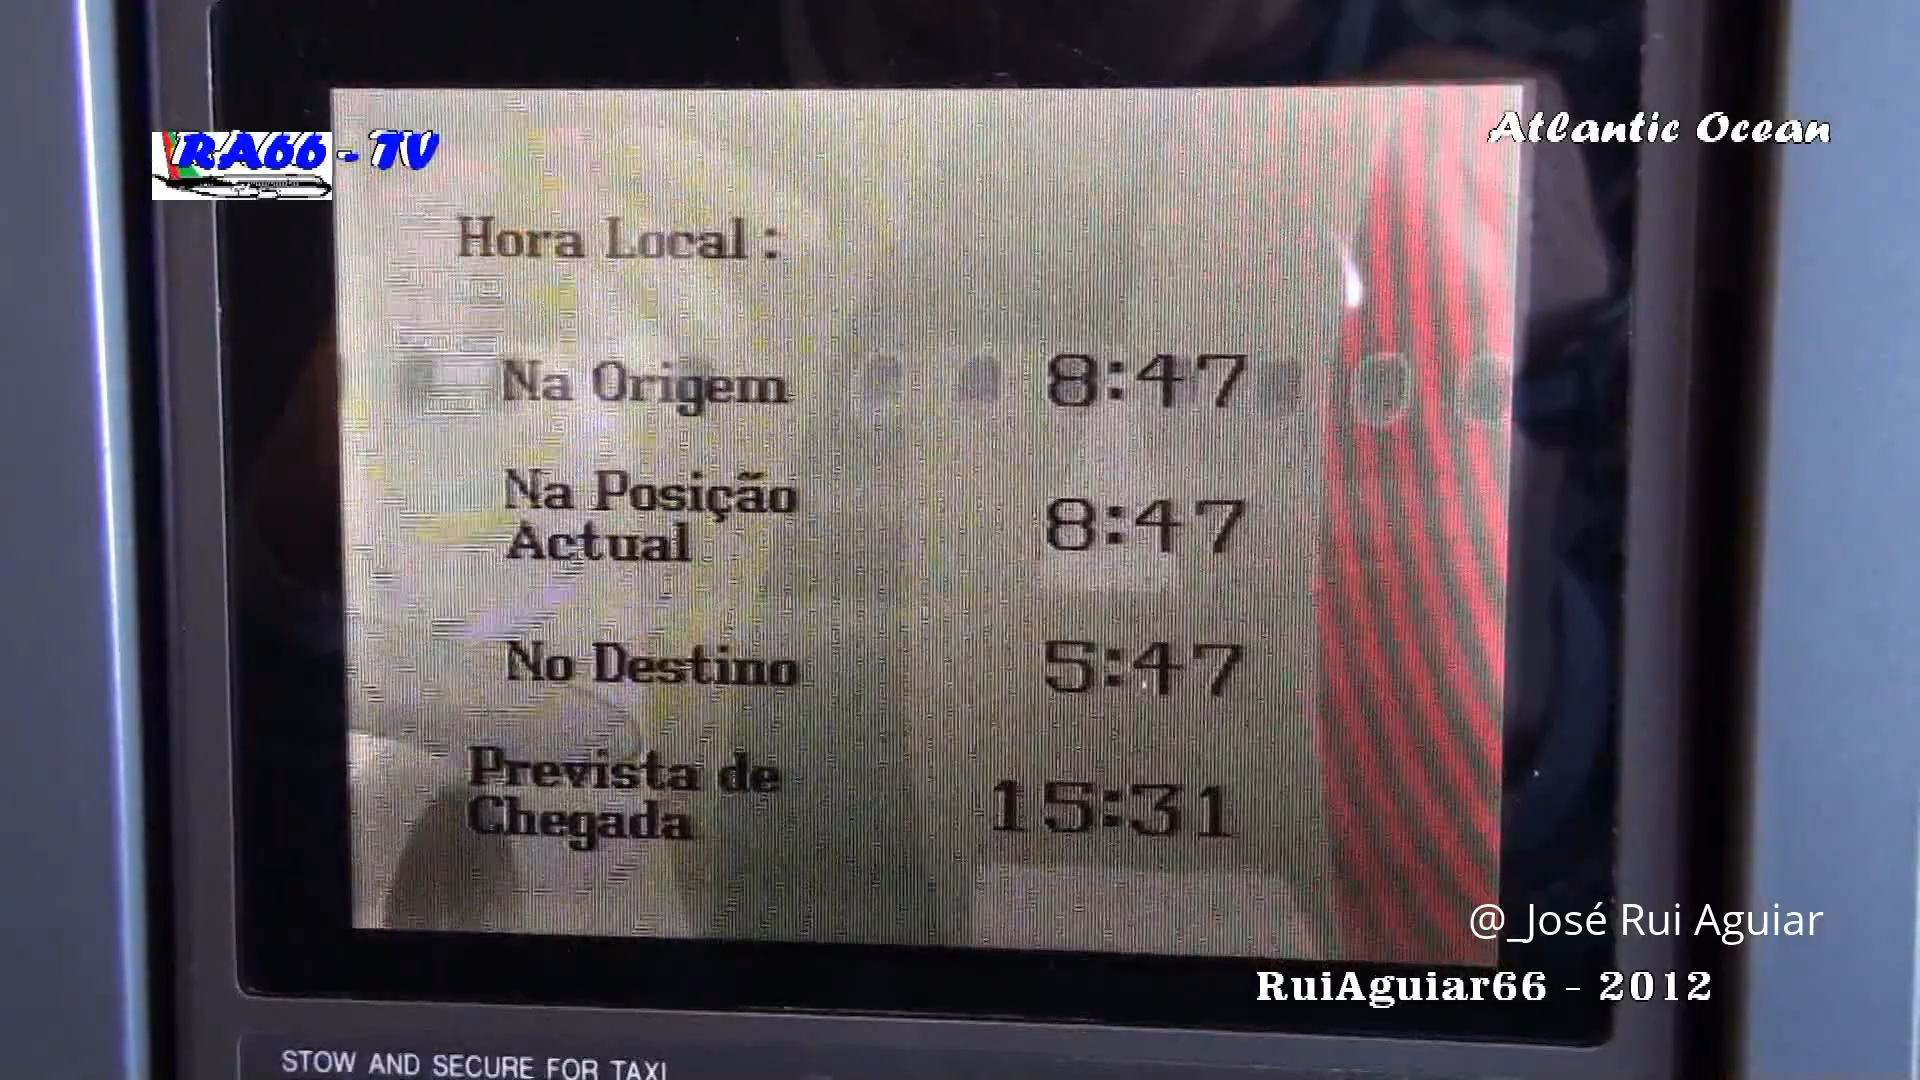 RA66 - TV
Atlantic Ocean
Hora Local :
Na Origem 8:47
Na Posição
Actual 8:47
No Destino 5:47
Prevista de
Chegada 15:31
@_José Rui Aguiar
RuiAguiar66 - 2012
STOW AND SECURE FOR TAXI